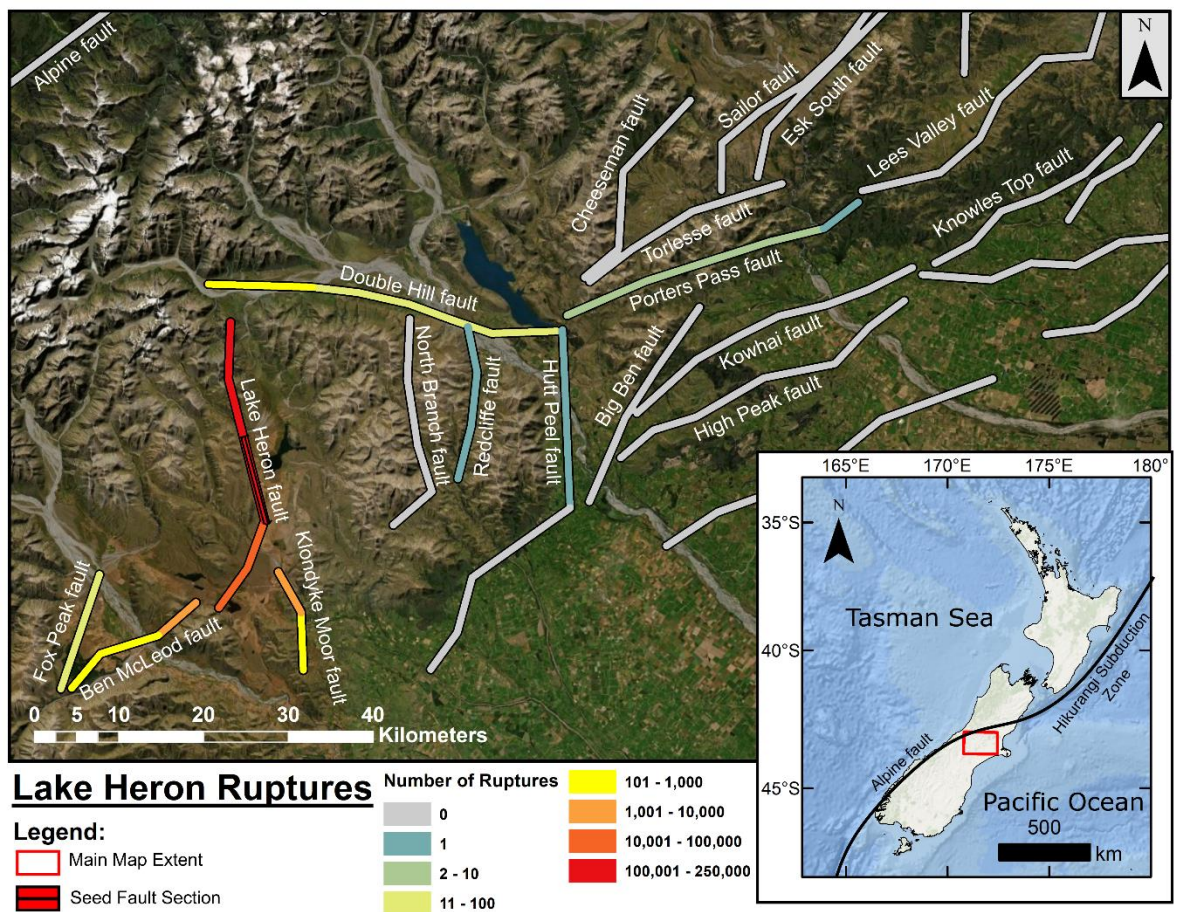 N
Alpine fault
Cheeseman fault
Sailor fault
Esk South fault
Lees Valley fault
Knowles Top fault
Torlesse fault
Porters Pass fault
Double Hill fault
North Branch fault
Redcliffe fault
Hutt Peel fault
Big Ben fault
Kowhai fault
High Peak fault
Lake Heron fault
Klondyke Moor fault
Fox Peak fault
Ben McLeod fault
0 5 10 20 30 40
Kilometers
165°E 170°E 175°E 180°
N
35°S
40°S
45°S
Tasman Sea
Hikurangi Subduction
Zone
Alpine fault
Pacific Ocean
500
km
Lake Heron Ruptures
Legend:
Main Map Extent
Seed Fault Section
Number of Ruptures
0
1
2 - 10
11 - 100
101 - 1,000
1,001 - 10,000
10,001 - 100,000
100,001 - 250,000